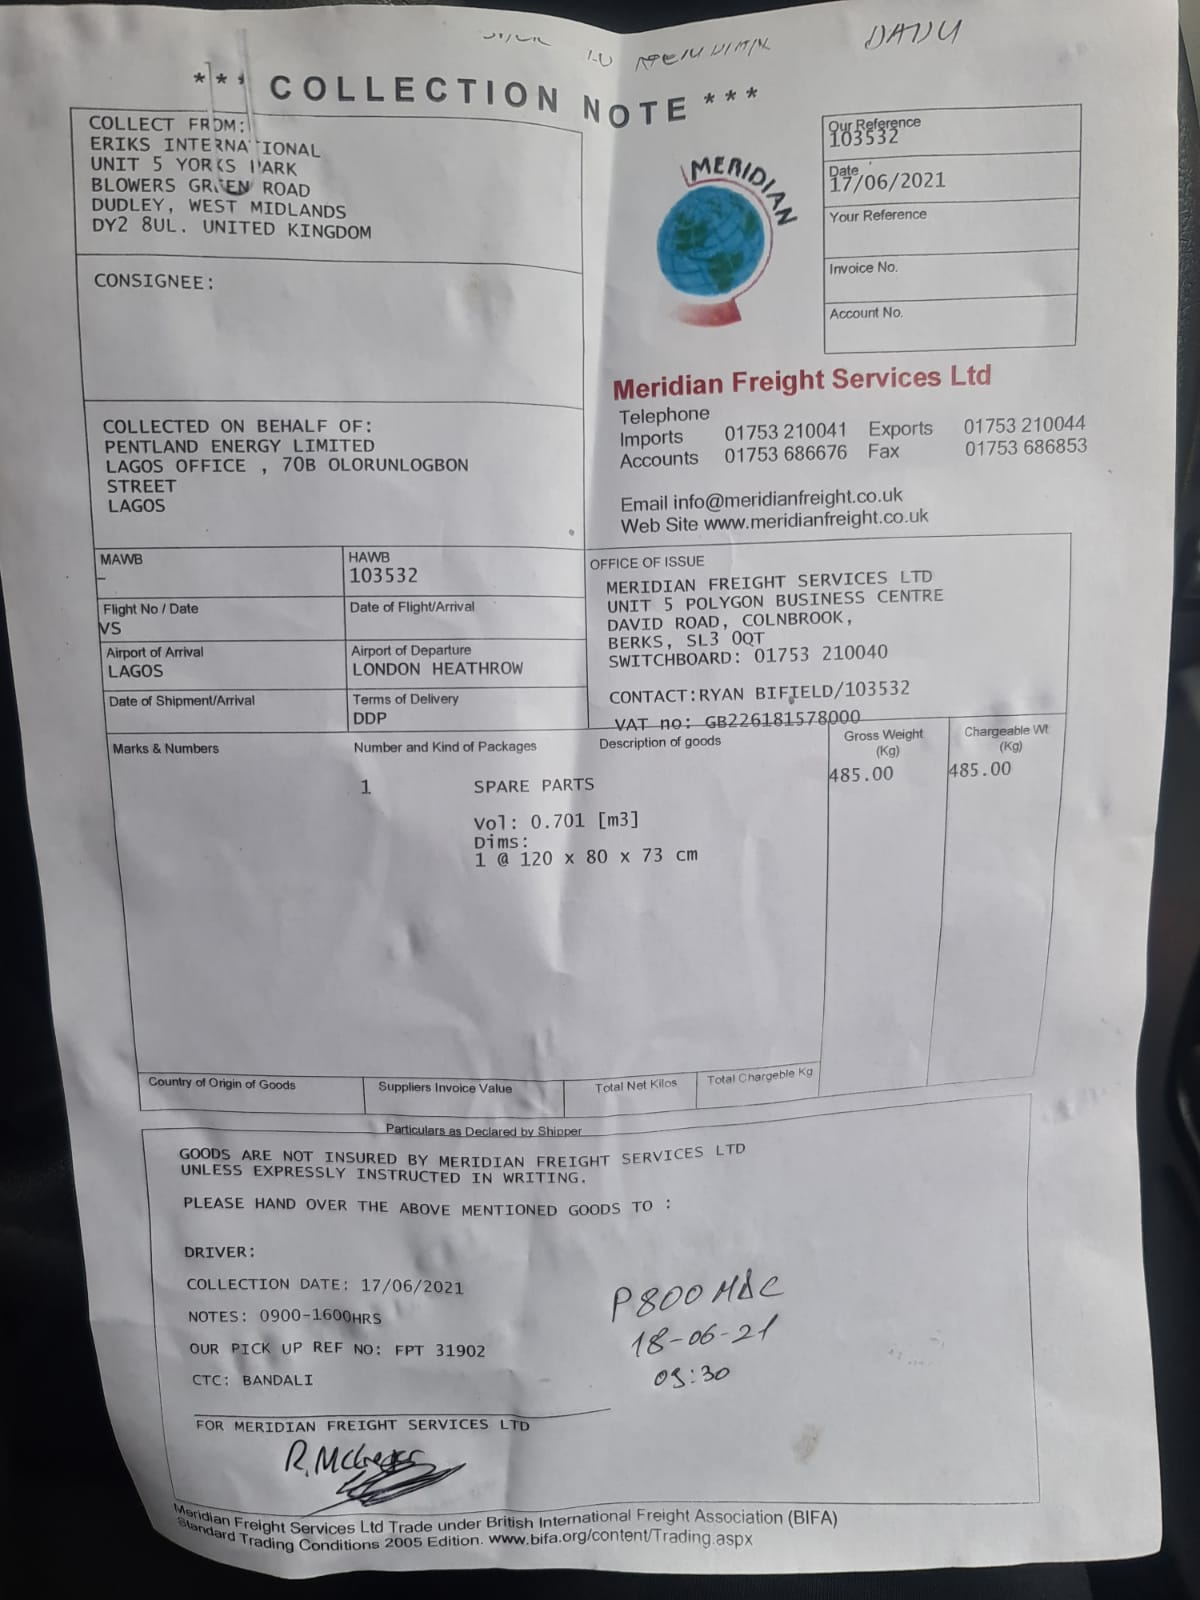 DANU
*** COLLECTION NOTE ***
COLLECT FROM:
ERIKS INTERNATIONAL
UNIT 5 YORKS PARK
BLOWERS GREEN ROAD
DUDLEY, WEST MIDLANDS
DY2 8UL. UNITED KINGDOM
CONSIGNEE:
COLLECTED ON BEHALF OF:
PENTLAND ENERGY LIMITED
LAGOS OFFICE , 70B OLORUNLOGBON
STREET
LAGOS
MERIDIAN
Our Reference
103532
Date
17/06/2021
Your Reference
Invoice No.
Account No.
Meridian Freight Services Ltd
Telephone
Imports 01753 210041 Exports 01753 210044
Accounts 01753 686676 Fax 01753 686853
Email info@meridianfreight.co.uk
Web Site www.meridianfreight.co.uk
MAWB
-
HAWB
103532
Flight No / Date
VS
Date of Flight/Arrival
Airport of Arrival
LAGOS
Airport of Departure
LONDON HEATHROW
Date of Shipment/Arrival
Terms of Delivery
DDP
OFFICE OF ISSUE
MERIDIAN FREIGHT SERVICES LTD
UNIT 5 POLYGON BUSINESS CENTRE
DAVID ROAD, COLNBROOK,
BERKS, SL3 0QT
SWITCHBOARD: 01753 210040
CONTACT:RYAN BIFIELD/103532
VAT no: GB226181578000
Marks & Numbers
Number and Kind of Packages
Description of goods
Gross Weight
(Kg)
Chargeable Wt
(Kg)
1 SPARE PARTS
485.00
485.00
Vol: 0.701 [m3]
Dims:
1 @ 120 x 80 x 73 cm
Country of Origin of Goods
Suppliers Invoice Value
Total Net Kilos
Total Chargeble Kg
Particulars as Declared by Shipper
GOODS ARE NOT INSURED BY MERIDIAN FREIGHT SERVICES LTD
UNLESS EXPRESSLY INSTRUCTED IN WRITING.
PLEASE HAND OVER THE ABOVE MENTIONED GOODS TO :
DRIVER:
COLLECTION DATE: 17/06/2021
NOTES: 0900-1600HRS
OUR PICK UP REF NO: FPT 31902
CTC: BANDALI
P800
18-06-21
09:30
FOR MERIDIAN FREIGHT SERVICES LTD
Meridian Freight Services Ltd Trade under British International Freight Association (BIFA)
Standard Trading Conditions 2005 Edition. www.bifa.org/content/Trading.aspx